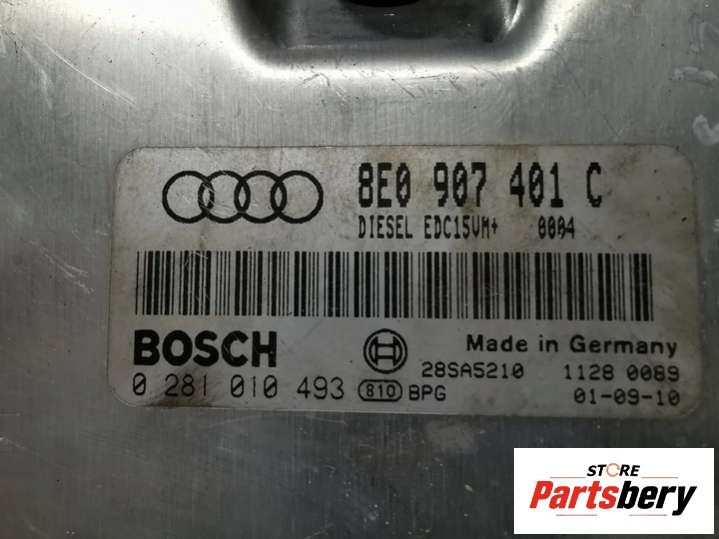 8E0 907 401 C
DIESEL EDC15VM+ 0004
BOSCH
Made in Germany
28SA5210 1128 0089
0 281 010 493 810 BPG 01-09-10
STORE
Partsbery